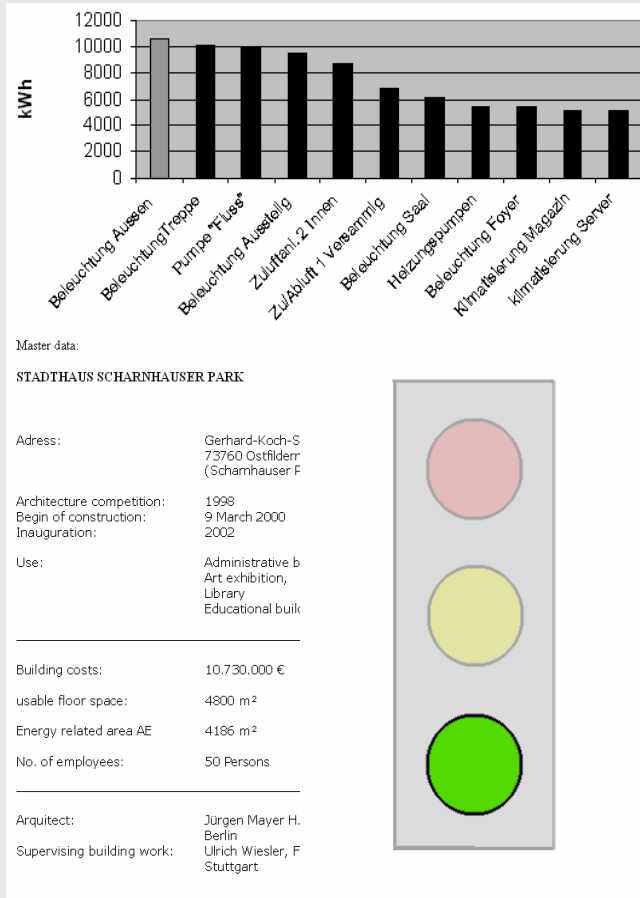 12000
10000
8000
6000
4000
2000
0
kWh
Beleuchtung Aussen
BeleuchtungTreppe
Pumpe "Fluss"
Beleuchtung Ausstellg
Zuluftanl. 2 Innen
Zu/Abluft 1 Versammlg
Beleuchtung Saal
Heizungspumpen
Beleuchtung Foyer
Klimatisierung Magazin
klimatisierung Server
Master data:
STADTHAUS SCHARNHAUSER PARK
Adress: Gerhard-Koch-S
73760 Ostfildern
(Scharnhauser P
Architecture competition: 1998
Begin of construction: 9 March 2000
Inauguration: 2002
Use: Administrative b
Art exhibition,
Library
Educational build
Building costs: 10.730.000 €
usable floor space: 4800 m²
Energy related area AE 4186 m²
No. of employees: 50 Persons
Arquitect: Jürgen Mayer H.
Berlin
Supervising building work: Ulrich Wiesler, F
Stuttgart